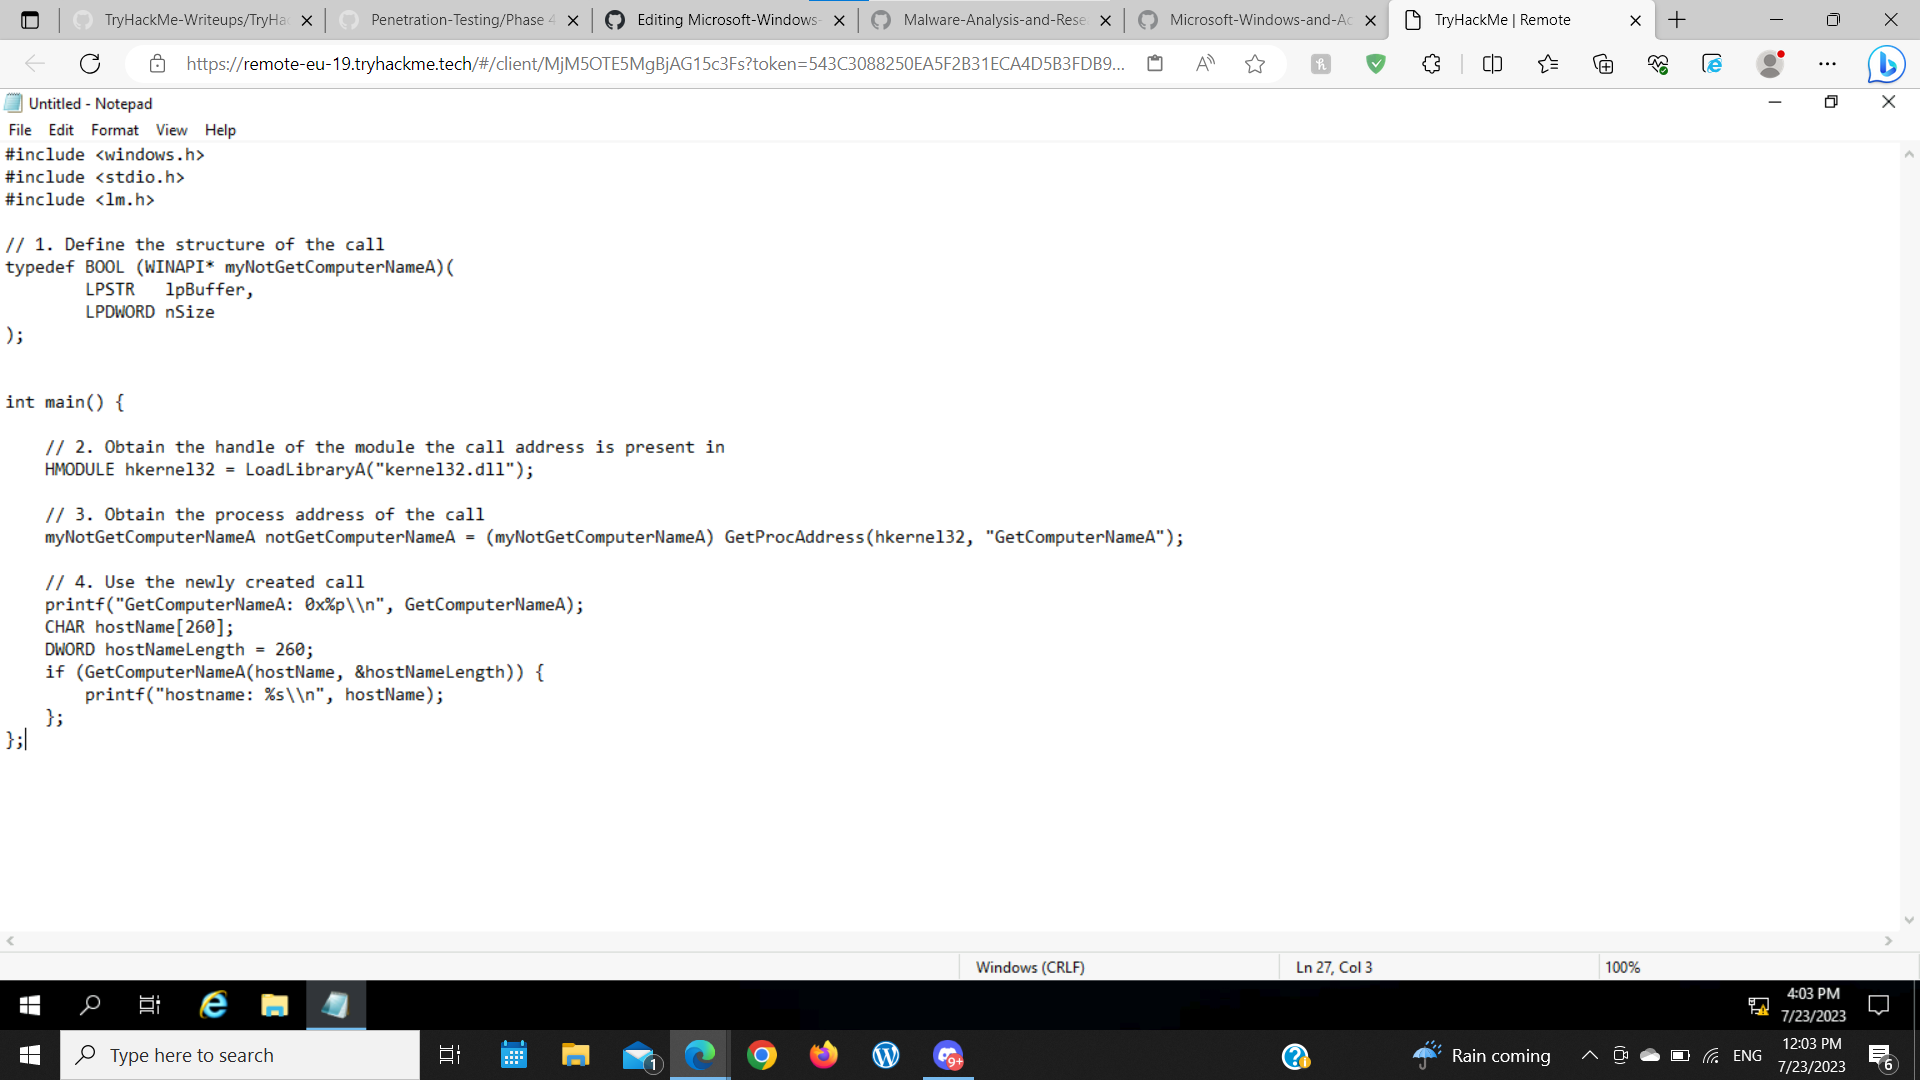 TryHackMe-Writeups/TryHa
Penetration-Testing/Phase 4
Editing Microsoft-Windows-
Malware-Analysis-and-Rese
Microsoft-Windows-and-Ac
TryHackMe | Remote
https://remote-eu-19.tryhackme.tech/#/client/MjM5OTE5MgBjAG15c3Fs?token=543C3088250EA5F2B31ECA4D5B3FDB9...
Untitled - Notepad
File Edit Format View Help
#include <windows.h>
#include <stdio.h>
#include <lm.h>
// 1. Define the structure of the call
typedef BOOL (WINAPI* myNotGetComputerNameA)(
LPSTR   lpBuffer,
LPDWORD nSize
);
int main() {
// 2. Obtain the handle of the module the call address is present in
HMODULE hkernel32 = LoadLibraryA("kernel32.dll");
// 3. Obtain the process address of the call
myNotGetComputerNameA notGetComputerNameA = (myNotGetComputerNameA) GetProcAddress(hkernel32, "GetComputerNameA");
// 4. Use the newly created call
printf("GetComputerNameA: 0x%p\\n", GetComputerNameA);
CHAR hostName[260];
DWORD hostNameLength = 260;
if (GetComputerNameA(hostName, &hostNameLength)) {
printf("hostname: %s\\n", hostName);
};
};
Windows (CRLF)
Ln 27, Col 3
100%
4:03 PM
7/23/2023
Type here to search
1
9+
Rain coming
ENG
12:03 PM
7/23/2023
6